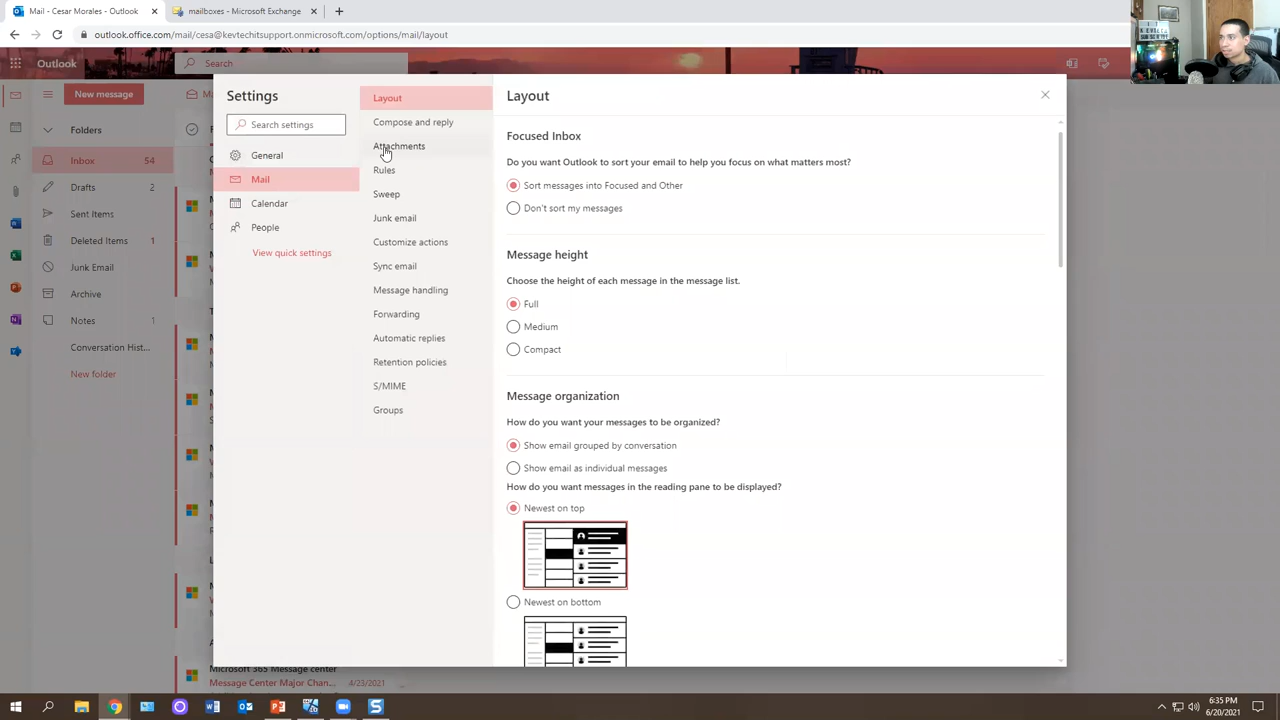 Mail - Cesar Morales - Outlook
mailboxes - Microsoft Exchange
outlook.office.com/mail/cesa@kevtechitsupport.onmicrosoft.com/options/mail/layout
Outlook
Search
New message
Folders
Inbox 54
Drafts 2
Sent Items
Deleted Items 1
Junk Email
Archive
Notes 1
Conversation Hist...
New folder
Microsoft 365 Message center
Message Center Major Chan...
4/23/2021
Settings
Search settings
General
Mail
Calendar
People
View quick settings
Layout
Compose and reply
Attachments
Rules
Sweep
Junk email
Customize actions
Sync email
Message handling
Forwarding
Automatic replies
Retention policies
S/MIME
Groups
Layout
Focused Inbox
Do you want Outlook to sort your email to help you focus on what matters most?
Sort messages into Focused and Other
Don't sort my messages
Message height
Choose the height of each message in the message list.
Full
Medium
Compact
Message organization
How do you want your messages to be organized?
Show email grouped by conversation
Show email as individual messages
How do you want messages in the reading pane to be displayed?
Newest on top
Newest on bottom
6:35 PM
6/20/2021